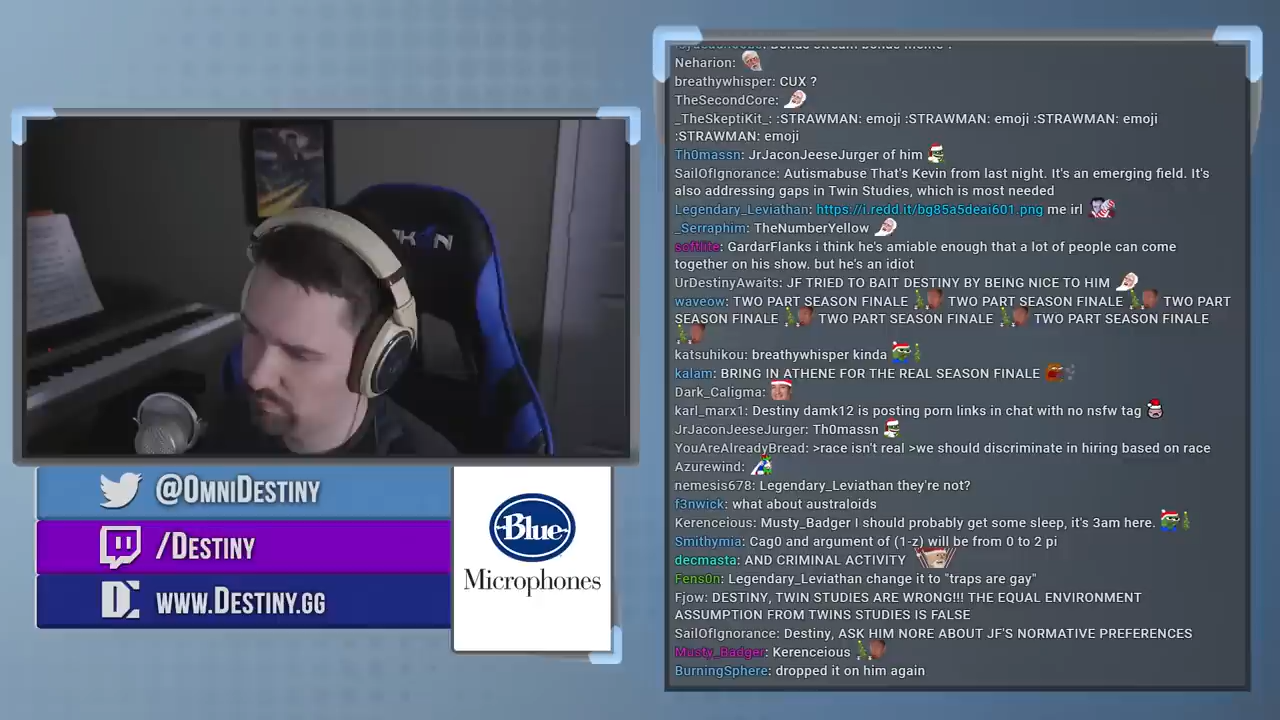 Neharion:
breathywhisper: CUX ?
TheSecondCore:
_TheSkeptiKit_: :STRAWMAN: emoji :STRAWMAN: emoji :STRAWMAN: emoji
:STRAWMAN: emoji
Th0massn: JrJaconJeeseJurger of him
SailOfIgnorance: Autismabuse That's Kevin from last night. It's an emerging field. It's
also addressing gaps in Twin Studies, which is most needed
Legendary_Leviathan: https://i.redd.it/bg85a5deai601.png me irl
_Serraphim: TheNumberYellow
softlite: GardarFlanks i think he's amiable enough that a lot of people can come
together on his show. but he's an idiot
UrDestinyAwaits: JF TRIED TO BAIT DESTINY BY BEING NICE TO HIM
waveow: TWO PART SEASON FINALE TWO PART SEASON FINALE TWO PART
SEASON FINALE TWO PART SEASON FINALE TWO PART SEASON FINALE
katsuhikou: breathywhisper kinda
kalam: BRING IN ATHENE FOR THE REAL SEASON FINALE
Dark_Caligma:
karl_marx1: Destiny damk12 is posting porn links in chat with no nsfw tag
JrJaconJeeseJurger: Th0massn
YouAreAlreadyBread: >race isn't real >we should discriminate in hiring based on race
Azurewind:
nemesis678: Legendary_Leviathan they're not?
f3nwick: what about australoids
Kerenceious: Musty_Badger I should probably get some sleep, it's 3am here.
Smithymia: Cag0 and argument of (1-z) will be from 0 to 2 pi
decmasta: AND CRIMINAL ACTIVITY
Fens0n: Legendary_Leviathan change it to "traps are gay"
Fjow: DESTINY, TWIN STUDIES ARE WRONG!!! THE EQUAL ENVIRONMENT
ASSUMPTION FROM TWINS STUDIES IS FALSE
SailOfIgnorance: Destiny, ASK HIM NORE ABOUT JF'S NORMATIVE PREFERENCES
Musty_Badger: Kerenceious
BurningSphere: dropped it on him again
@OmniDestiny
/Destiny
www.Destiny.gg
Blue
Microphones